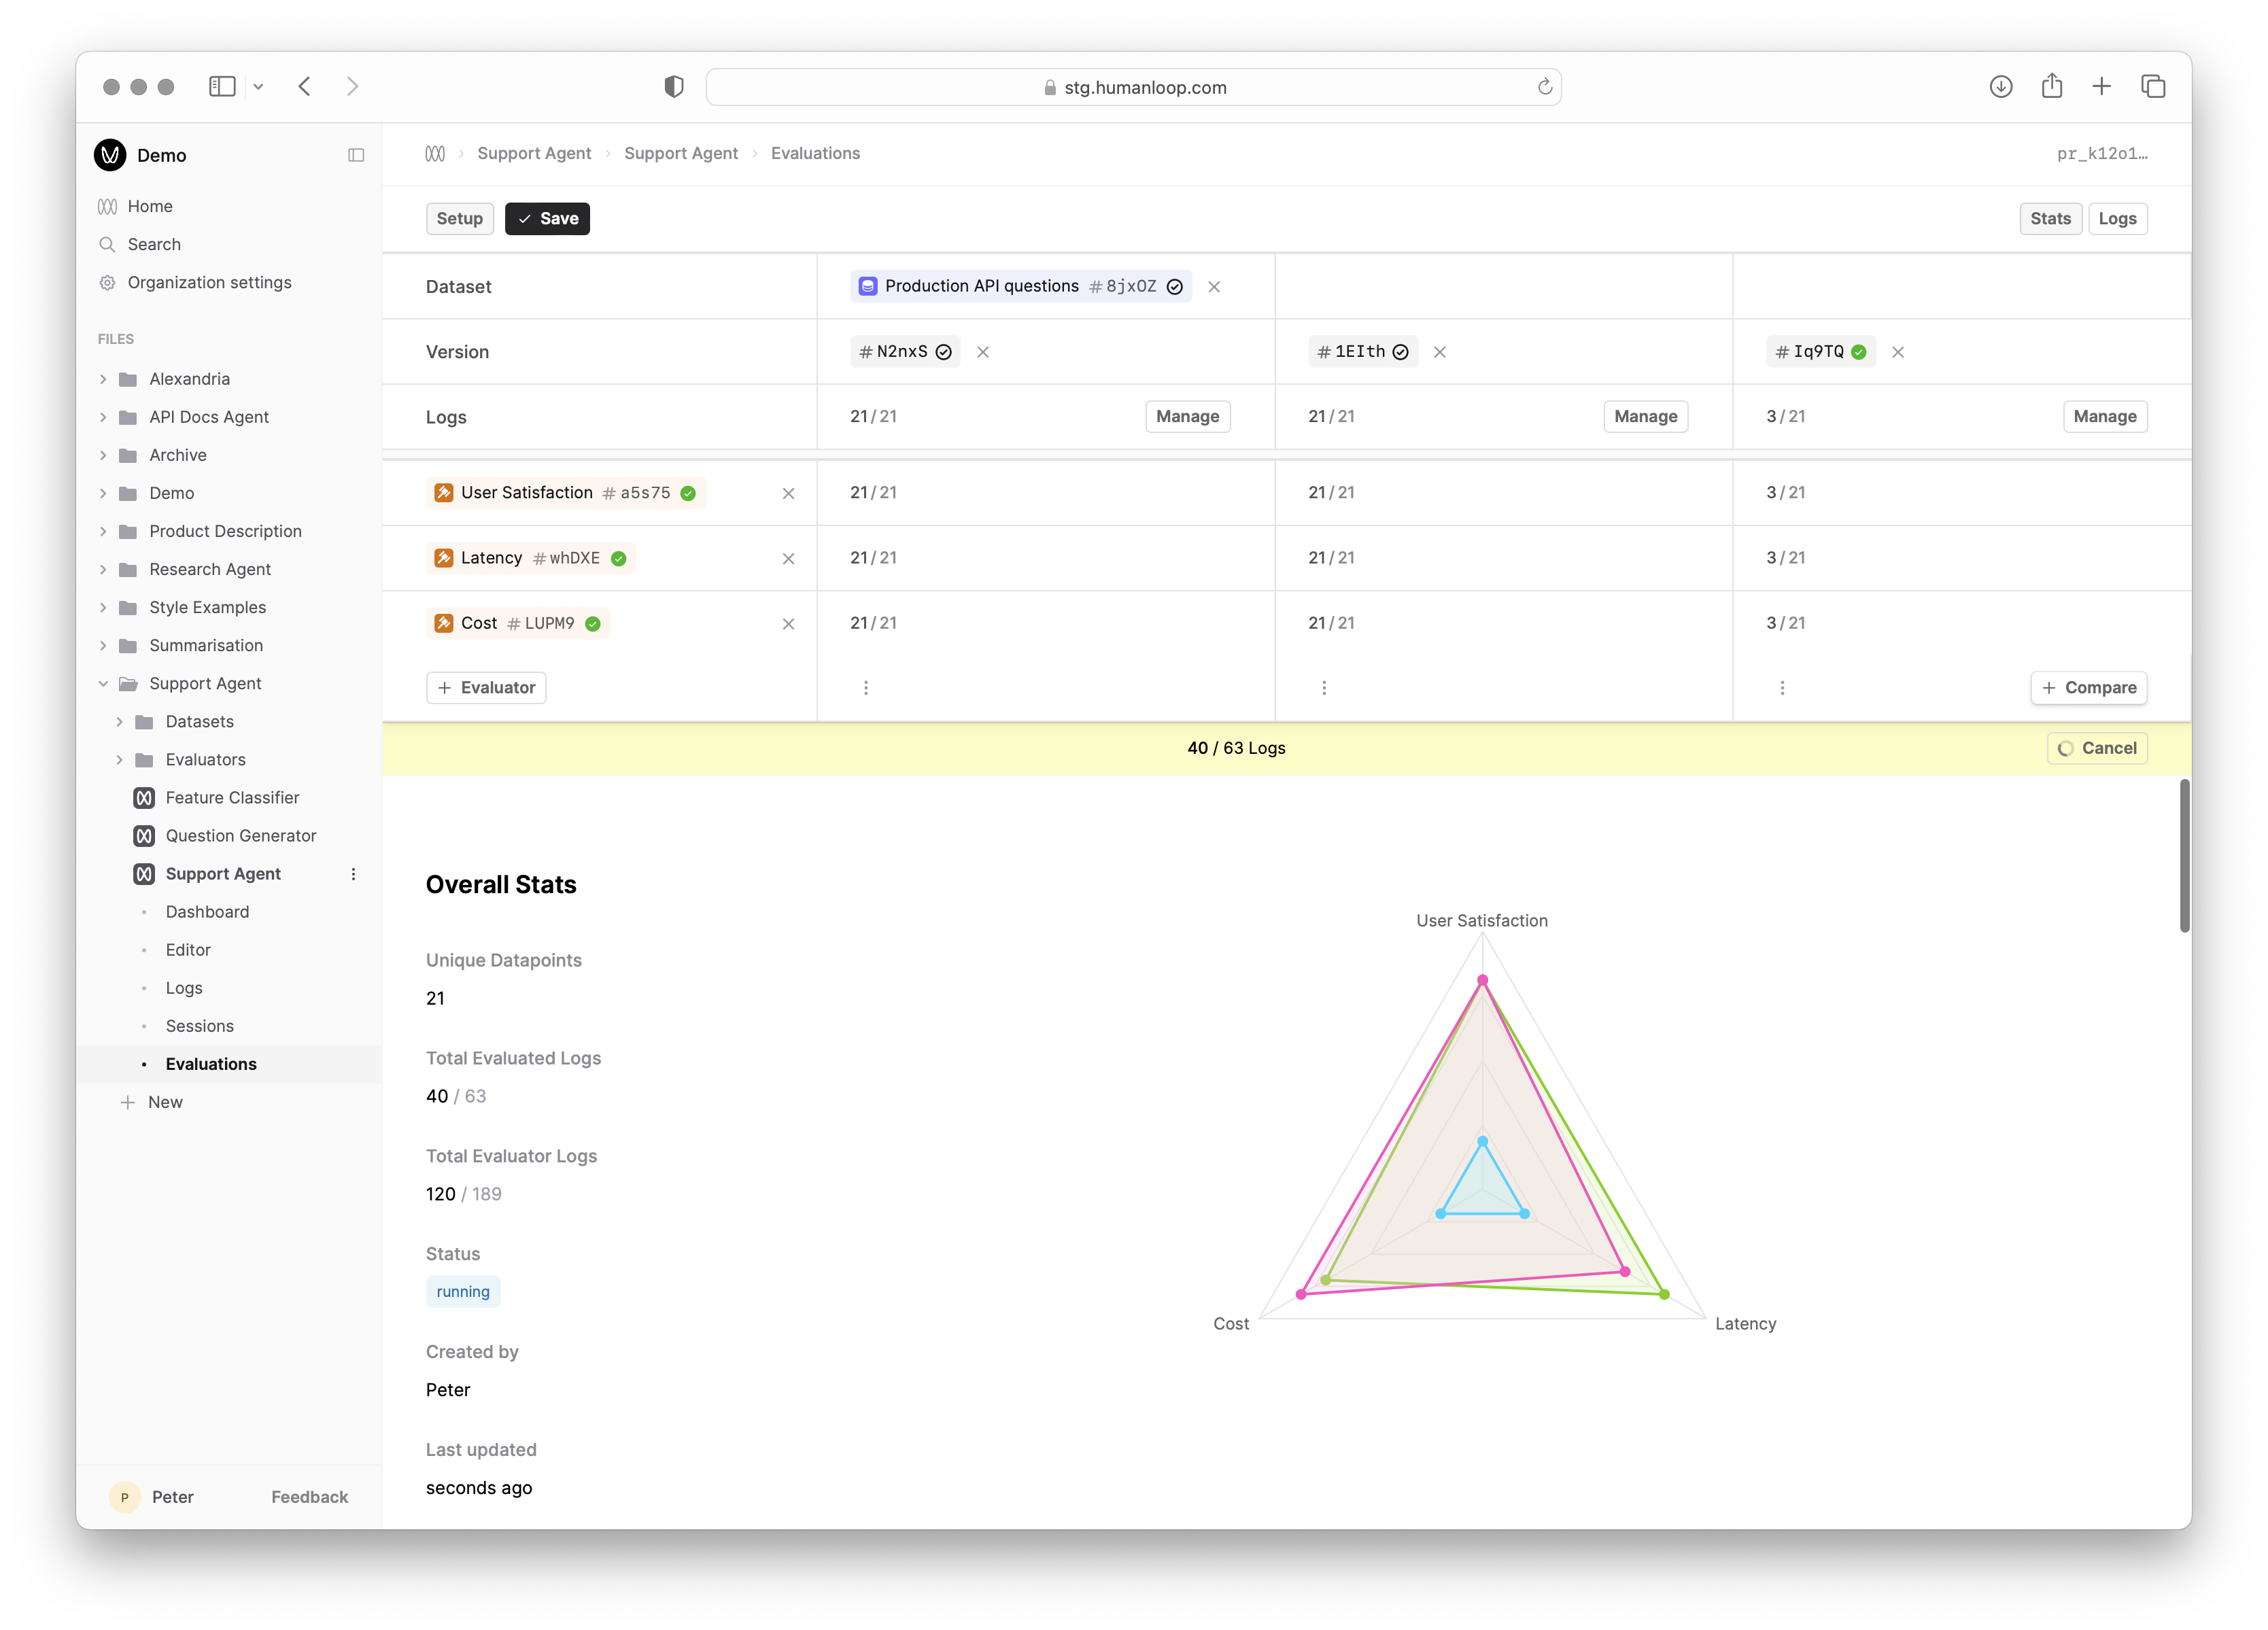 stg.humanloop.com
Demo
Home
Search
Organization settings
FILES
Alexandria
API Docs Agent
Archive
Demo
Product Description
Research Agent
Style Examples
Summarisation
Support Agent
Datasets
Evaluators
Feature Classifier
Question Generator
Support Agent
Dashboard
Editor
Logs
Sessions
Evaluations
New
P Peter Feedback
Support Agent Support Agent Evaluations pr_k12o1…
Setup Save Stats Logs
Dataset Production API questions #8jxOZ
Version #N2nxS #1EIth #Iq9TQ
Logs 21/21 Manage 21/21 Manage 3/21 Manage
User Satisfaction #a5s75 21/21 21/21 3/21
Latency #whDXE 21/21 21/21 3/21
Cost #LUPM9 21/21 21/21 3/21
+ Evaluator + Compare
40 / 63 Logs Cancel
Overall Stats
Unique Datapoints
21
Total Evaluated Logs
40 / 63
Total Evaluator Logs
120 / 189
Status
running
Created by
Peter
Last updated
seconds ago
User Satisfaction
Cost
Latency